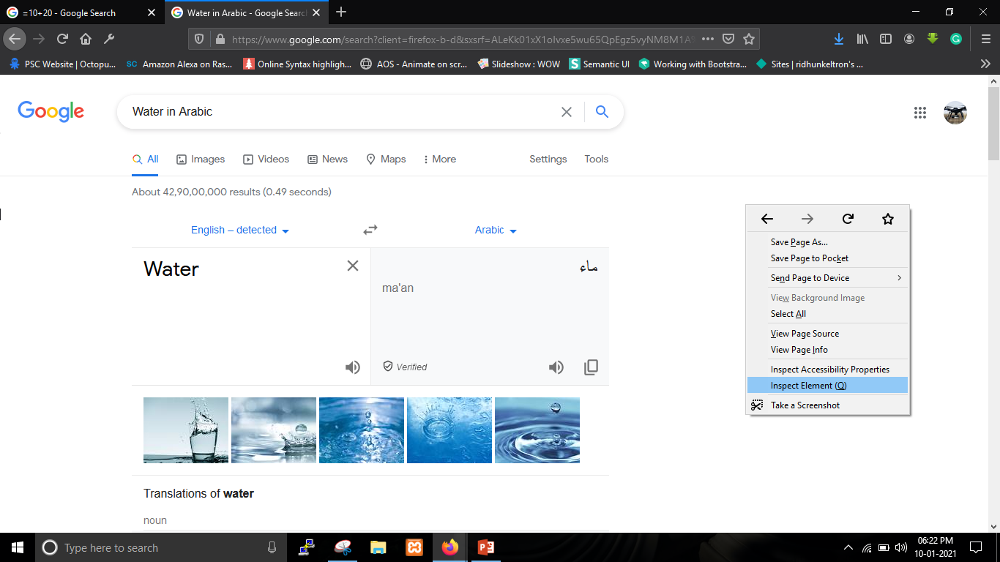 =10+20 - Google Search
Water in Arabic - Google Search
https://www.google.com/search?client=firefox-b-d&sxsrf=ALeKk01xX1oIvxe5wu65QpEgz5vyNM8M1AS
PSC Website | Octopu...
Amazon Alexa on Ras...
Online Syntax highligh...
AOS - Animate on scr...
Slideshow : WOW
Semantic UI
Working with Bootstra...
Sites | ridhunkeltron's ...
Google
Water in Arabic
All
Images
Videos
News
Maps
More
Settings
Tools
About 42,90,00,000 results (0.49 seconds)
English – detected
Arabic
Water
ماء
ma'an
Verified
Translations of water
noun
Save Page As...
Save Page to Pocket
Send Page to Device
View Background Image
Select All
View Page Source
View Page Info
Inspect Accessibility Properties
Inspect Element (Q)
Take a Screenshot
Type here to search
06:22 PM
10-01-2021